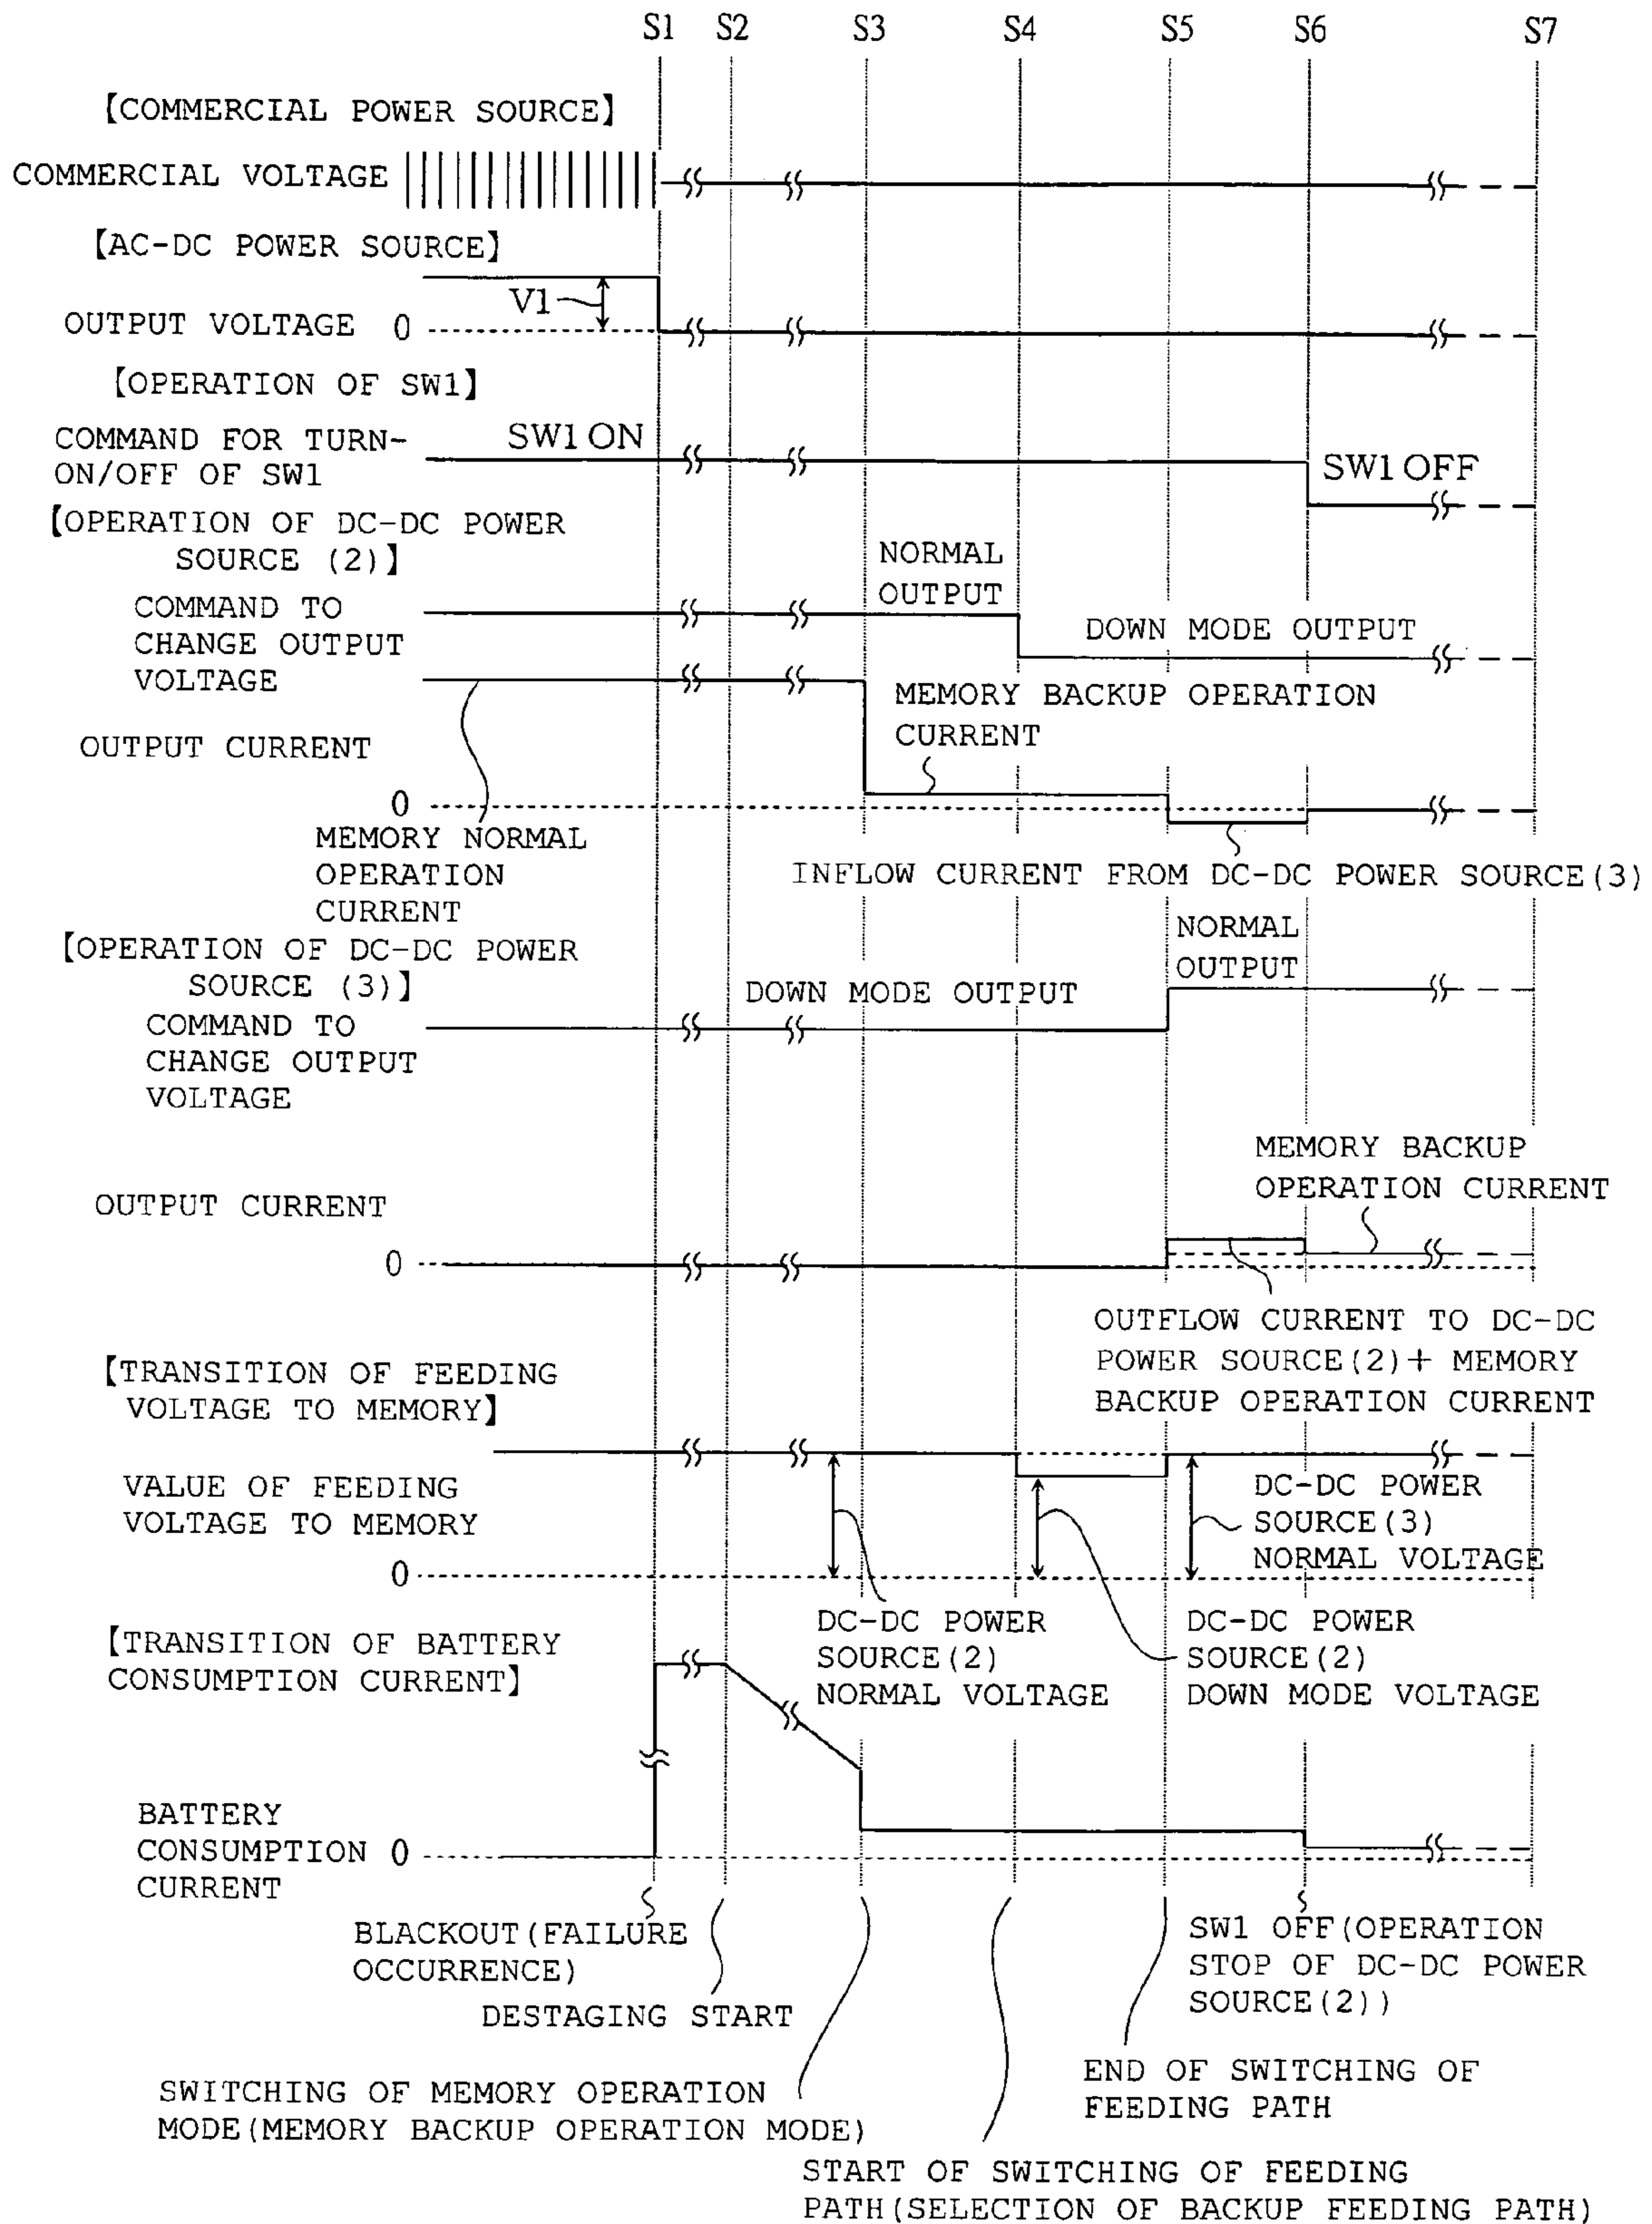 S1 S2 S3 S4 S5 S6 S7
【COMMERCIAL POWER SOURCE】
COMMERCIAL VOLTAGE
【AC-DC POWER SOURCE】
V1
OUTPUT VOLTAGE 0
【OPERATION OF SW1】
COMMAND FOR TURN-
ON/OFF OF SW1
SW1 ON
SW1 OFF
【OPERATION OF DC-DC POWER
SOURCE (2)】
NORMAL
OUTPUT
COMMAND TO
CHANGE OUTPUT
VOLTAGE
DOWN MODE OUTPUT
MEMORY BACKUP OPERATION
CURRENT
OUTPUT CURRENT
0
MEMORY NORMAL
OPERATION
CURRENT
INFLOW CURRENT FROM DC-DC POWER SOURCE(3)
【OPERATION OF DC-DC POWER
SOURCE (3)】
NORMAL
OUTPUT
DOWN MODE OUTPUT
COMMAND TO
CHANGE OUTPUT
VOLTAGE
MEMORY BACKUP
OPERATION CURRENT
OUTPUT CURRENT
0
OUTFLOW CURRENT TO DC-DC
POWER SOURCE(2)+ MEMORY
BACKUP OPERATION CURRENT
【TRANSITION OF FEEDING
VOLTAGE TO MEMORY】
VALUE OF FEEDING
VOLTAGE TO MEMORY
0
DC-DC POWER
SOURCE(3)
NORMAL VOLTAGE
DC-DC POWER
SOURCE(2)
NORMAL VOLTAGE
DC-DC POWER
SOURCE(2)
DOWN MODE VOLTAGE
【TRANSITION OF BATTERY
CONSUMPTION CURRENT】
BATTERY
CONSUMPTION 0
CURRENT
BLACKOUT(FAILURE
OCCURRENCE)
DESTAGING START
SWITCHING OF MEMORY OPERATION
MODE(MEMORY BACKUP OPERATION MODE)
START OF SWITCHING OF FEEDING
PATH(SELECTION OF BACKUP FEEDING PATH)
END OF SWITCHING OF
FEEDING PATH
SW1 OFF(OPERATION
STOP OF DC-DC POWER
SOURCE(2))